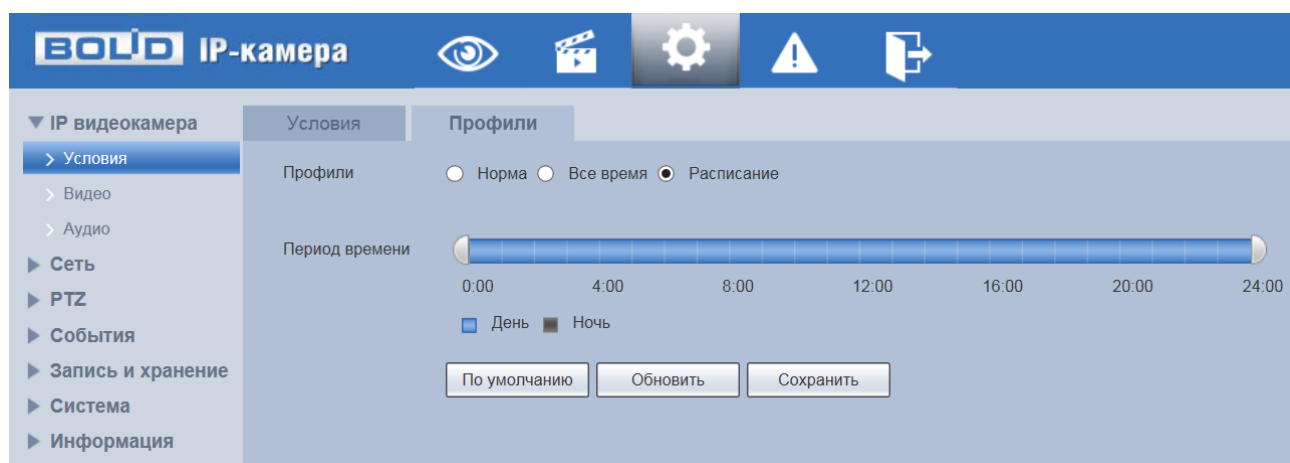 BOLID IP-камера
IP видеокамера
Условия
Видео
Аудио
Сеть
PTZ
События
Запись и хранение
Система
Информация
Условия Профили
Профили Норма Все время Расписание
Период времени
0:00 4:00 8:00 12:00 16:00 20:00 24:00
День Ночь
По умолчанию Обновить Сохранить